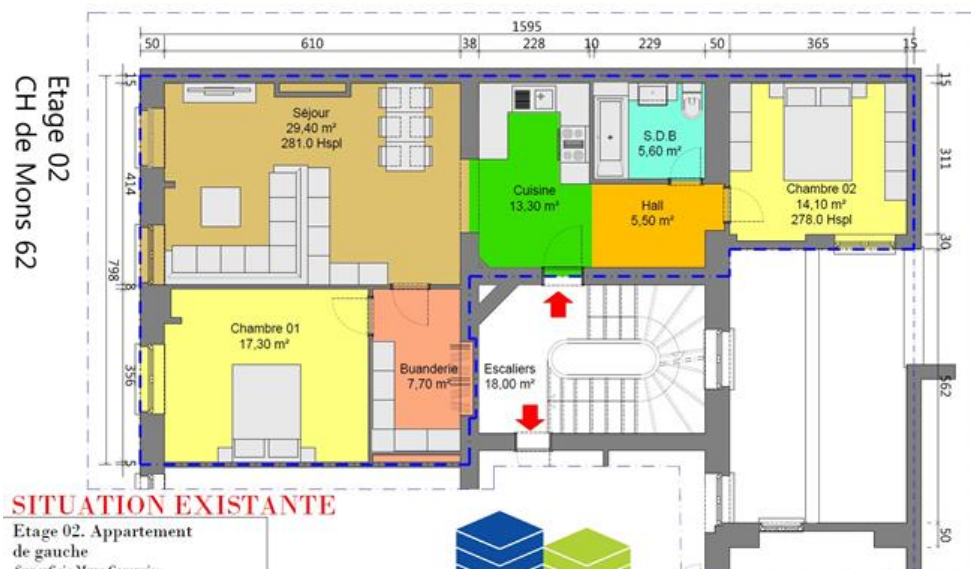 1595
50 610 38 228 10 229 50 365 15
Etage 02
CH de Mons 62
15
414
798
8
356
5
Séjour
29,40 m²
281.0 Hspl
Cuisine
13,30 m²
S.D.B
5,60 m²
Hall
5,50 m²
Chambre 02
14,10 m²
278.0 Hspl
15
311
30
562
50
Chambre 01
17,30 m²
Buanderie
7,70 m²
Escaliers
18,00 m²
SITUATION EXISTANTE
Etage 02. Appartement
de gauche